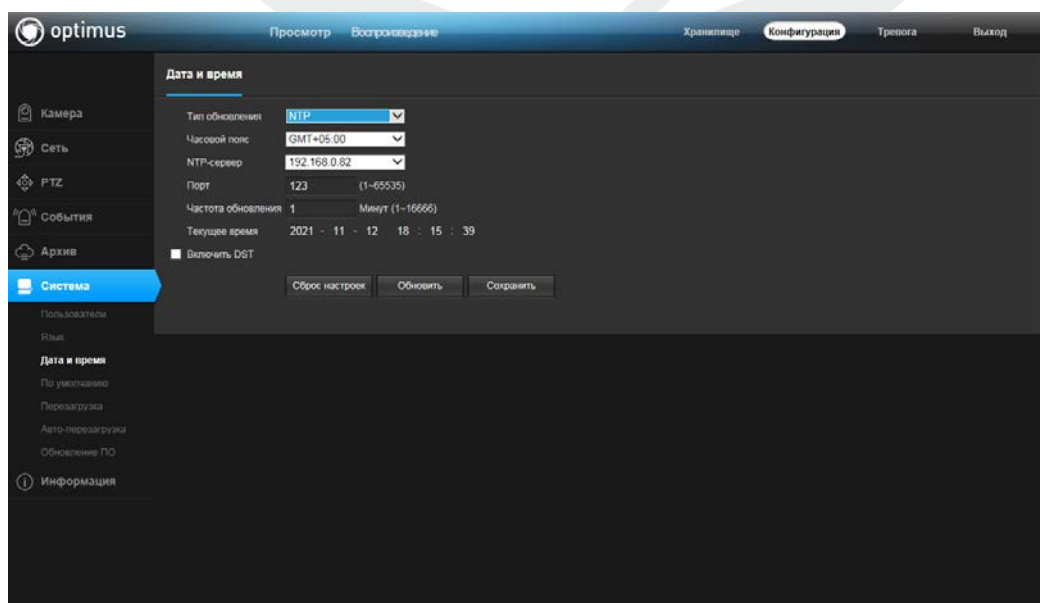 optimus Просмотр Воспроизведение Хранилище Конфигурация Тревога Выход
Дата и время
Камера
Сеть
PTZ
События
Архив
Система
Пользователи
Язык
Дата и время
По умолчанию
Перезагрузка
Авто-перезагрузка
Обновление ПО
Информация
Тип обновления NTP
Часовой пояс GMT+05:00
NTP-сервер 192.168.0.82
Порт 123 (1~65535)
Частота обновления 1 Минут (1~16666)
Текущее время 2021 - 11 - 12 18 : 15 : 39
Включить DST
Сброс настроек Обновить Сохранить